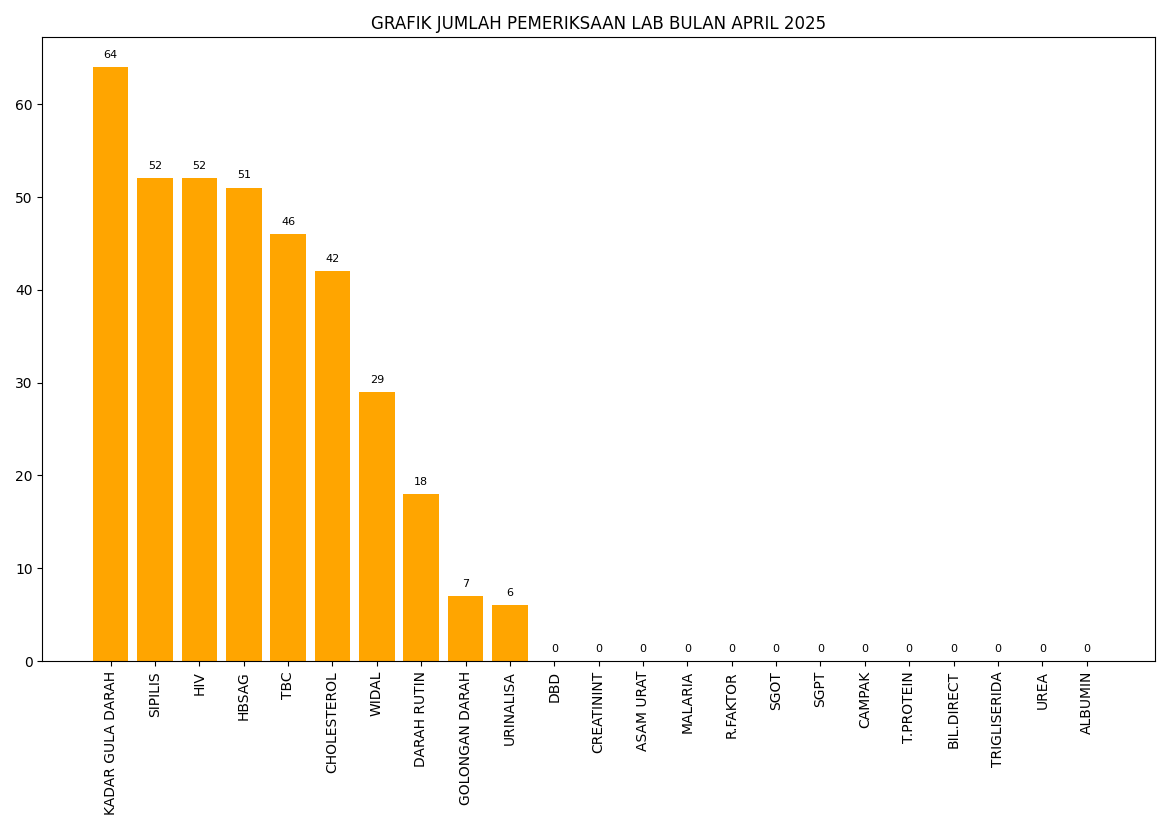 GRAFIK JUMLAH PEMERIKSAAN LAB BULAN APRIL 2025
64
52
52
51
46
42
29
18
7
6
0
0
0
0
0
0
0
0
0
0
0
0
0
60
50
40
30
20
10
0
KADAR GULA DARAH
SIPILIS
HIV
HBSAG
TBC
CHOLESTEROL
WIDAL
DARAH RUTIN
GOLONGAN DARAH
URINALISA
DBD
CREATININT
ASAM URAT
MALARIA
R.FAKTOR
SGOT
SGPT
CAMPAK
T.PROTEIN
BIL.DIRECT
TRIGLISERIDA
UREA
ALBUMIN